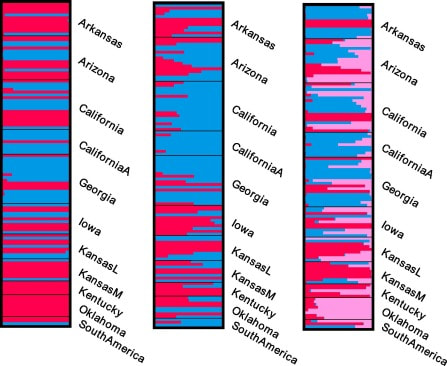 Arkansas
Arizona
California
CaliforniaA
Georgia
Iowa
KansasL
KansasM
Kentucky
Oklahoma
SouthAmerica
Arkansas
Arizona
California
CaliforniaA
Georgia
Iowa
KansasL
KansasM
Kentucky
Oklahoma
SouthAmerica
Arkansas
Arizona
California
CaliforniaA
Georgia
Iowa
KansasL
KansasM
Kentucky
Oklahoma
SouthAmerica